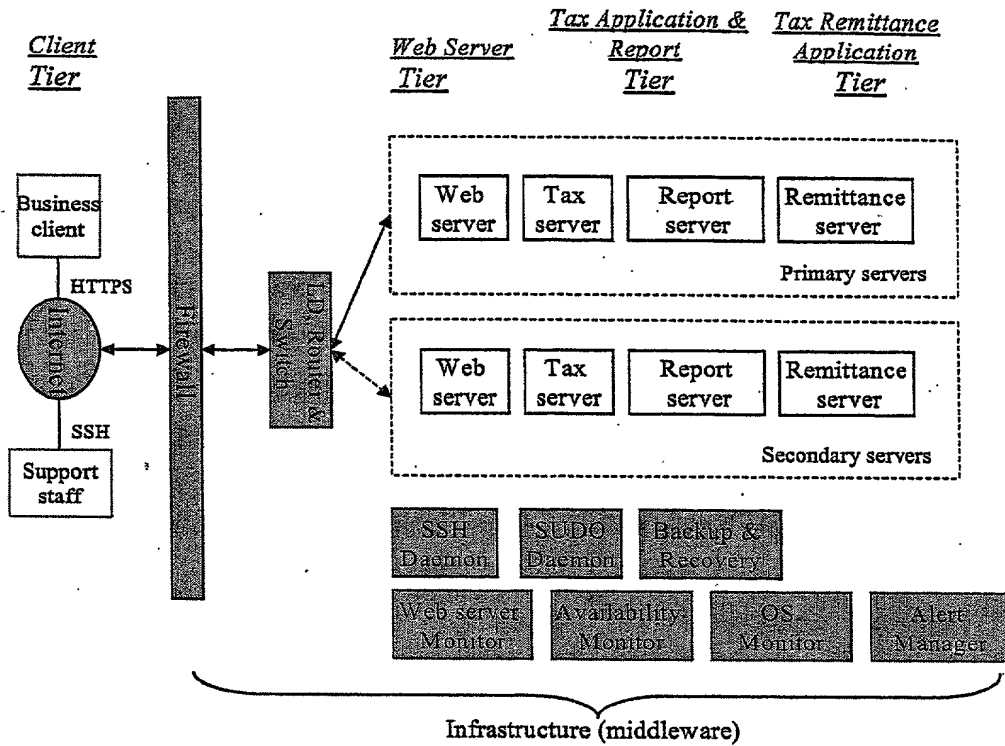 Client
Tier
Web Server
Tier
Tax Application &
Report
Tier
Tax Remittance
Application
Tier
Business
client
HTTPS
Internet
SSH
Support
staff
Firewall
LD Router &
Switch
Web
server
Tax
server
Report
server
Remittance
server
Primary servers
Web
server
Tax
server
Report
server
Remittance
server
Secondary servers
SSH
Daemon
SUDO
Daemon
Backup &
Recovery
Web server
Monitor
Availability
Monitor
OS
Monitor
Alert
Manager
Infrastructure (middleware)